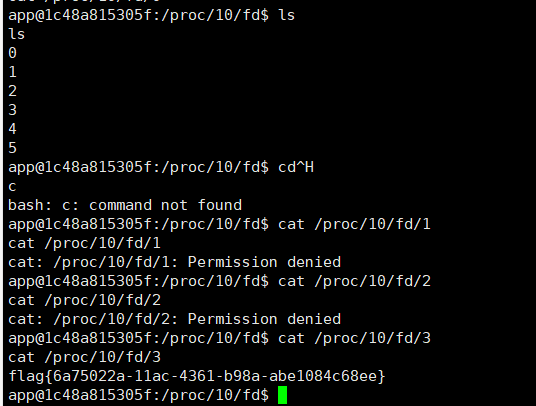 app@1c48a815305f:/proc/10/fd$ ls
ls
0
1
2
3
4
5
app@1c48a815305f:/proc/10/fd$ cd^H
c
bash: c: command not found
app@1c48a815305f:/proc/10/fd$ cat /proc/10/fd/1
cat /proc/10/fd/1
cat: /proc/10/fd/1: Permission denied
app@1c48a815305f:/proc/10/fd$ cat /proc/10/fd/2
cat /proc/10/fd/2
cat: /proc/10/fd/2: Permission denied
app@1c48a815305f:/proc/10/fd$ cat /proc/10/fd/3
cat /proc/10/fd/3
flag{6a75022a-11ac-4361-b98a-abe1084c68ee}
app@1c48a815305f:/proc/10/fd$